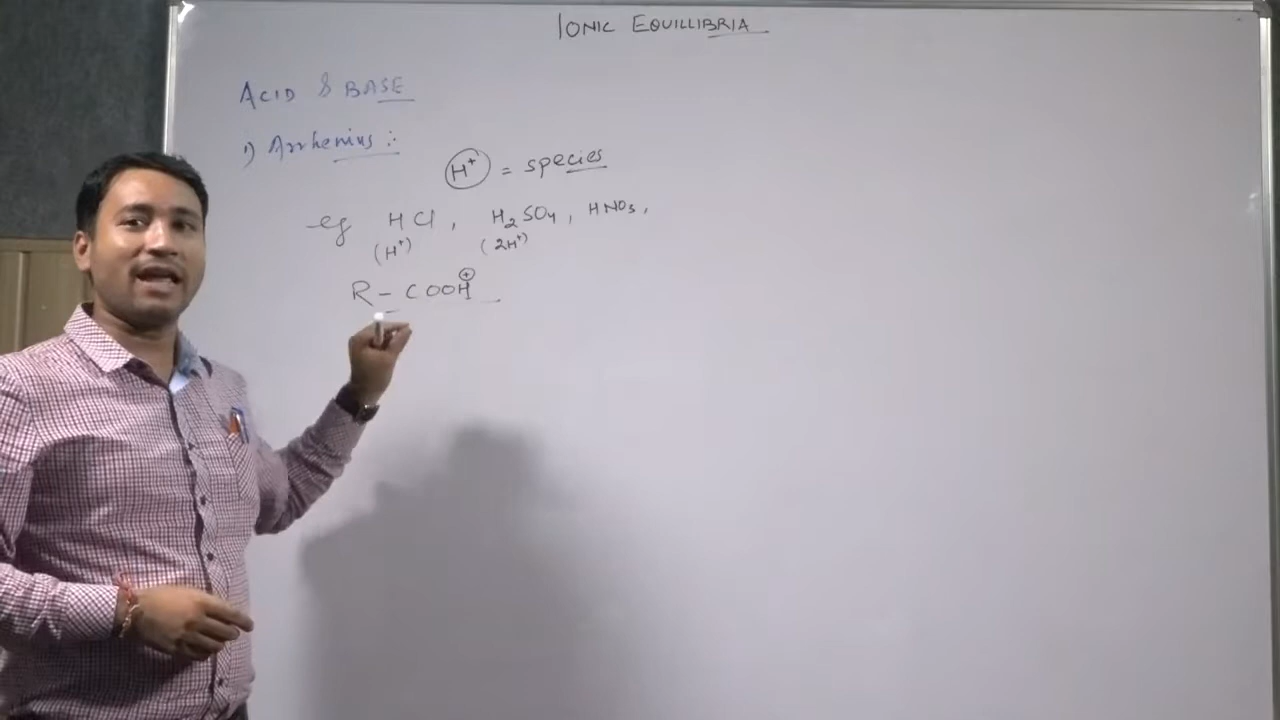 IONIC EQUILLIBRIA
ACID & BASE
1) Arrhenius :-
H⁺ = species
eg HCl, H₂SO₄, HNO₃,
(H⁺) (2H⁺)
R - COOH⁺